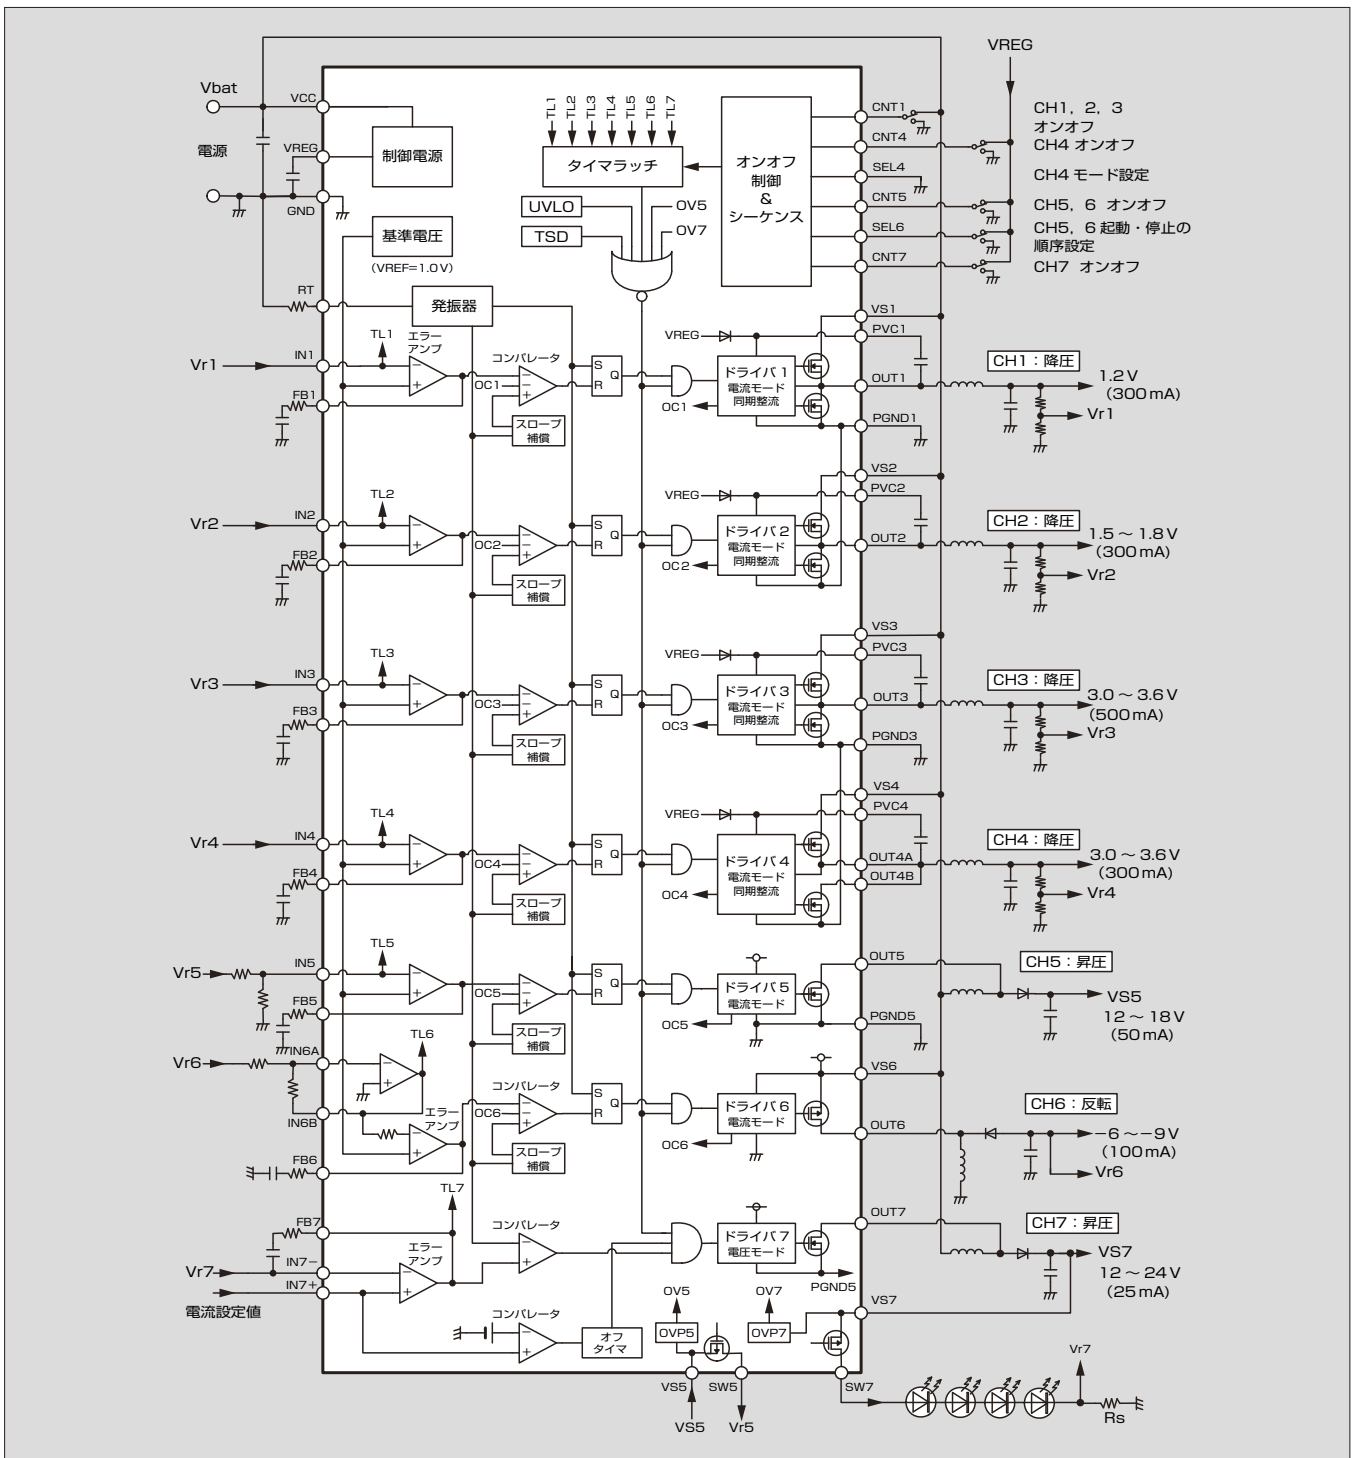 VREG
Vbat
VCC
電源
VREG
GND
制御電源
基準電圧
(VREF=1.0V)
TL1
TL2
TL3
TL4
TL5
TL6
TL7
タイマラッチ
UVLO
TSD
OV5
OV7
オンオフ
制御
&
シーケンス
CNT1
CNT4
SEL4
CNT5
SEL6
CNT7
CH1, 2, 3
オンオフ
CH4 オンオフ
CH4 モード設定
CH5, 6 オンオフ
CH5, 6 起動・停止の
順序設定
CH7 オンオフ
RT
発振器
Vr1
IN1
FB1
TL1
エラー
アンプ
コンパレータ
OC1
スロープ
補償
S
R
Q
VREG
OC1
ドライバ 1
電流モード
同期整流
VS1
PVC1
OUT1
PGND1
CH1：降圧
1.2V
(300mA)
Vr1
Vr2
IN2
FB2
TL2
OC2
スロープ
補償
S
R
Q
VREG
OC2
ドライバ 2
電流モード
同期整流
VS2
PVC2
OUT2
CH2：降圧
1.5～1.8V
(300mA)
Vr2
Vr3
IN3
FB3
TL3
OC3
スロープ
補償
S
R
Q
VREG
OC3
ドライバ 3
電流モード
同期整流
VS3
PVC3
OUT3
PGND3
CH3：降圧
3.0～3.6V
(500mA)
Vr3
Vr4
IN4
FB4
TL4
OC4
スロープ
補償
S
R
Q
VREG
OC4
ドライバ 4
電流モード
同期整流
VS4
PVC4
OUT4A
OUT4B
CH4：降圧
3.0～3.6V
(300mA)
Vr4
Vr5
IN5
FB5
TL5
OC5
スロープ
補償
S
R
Q
OC5
ドライバ 5
電流モード
OUT5
PGND5
CH5：昇圧
VS5
12～18V
(50mA)
Vr6
IN6A
IN6B
FB6
TL6
エラー
アンプ
コンパレータ
OC6
スロープ
補償
S
R
Q
OC6
ドライバ 6
電流モード
VS6
OUT6
CH6：反転
−6～−9V
(100mA)
Vr6
Vr7
FB7
IN7−
IN7+
電流設定値
TL7
エラー
アンプ
コンパレータ
コンパレータ
オフ
タイマ
ドライバ 7
電圧モード
OUT7
PGND5
VS7
CH7：昇圧
VS7
12～24V
(25mA)
OV5
OVP5
OV7
OVP7
VS5
SW5
SW7
VS5
Vr5
Vr7
Rs